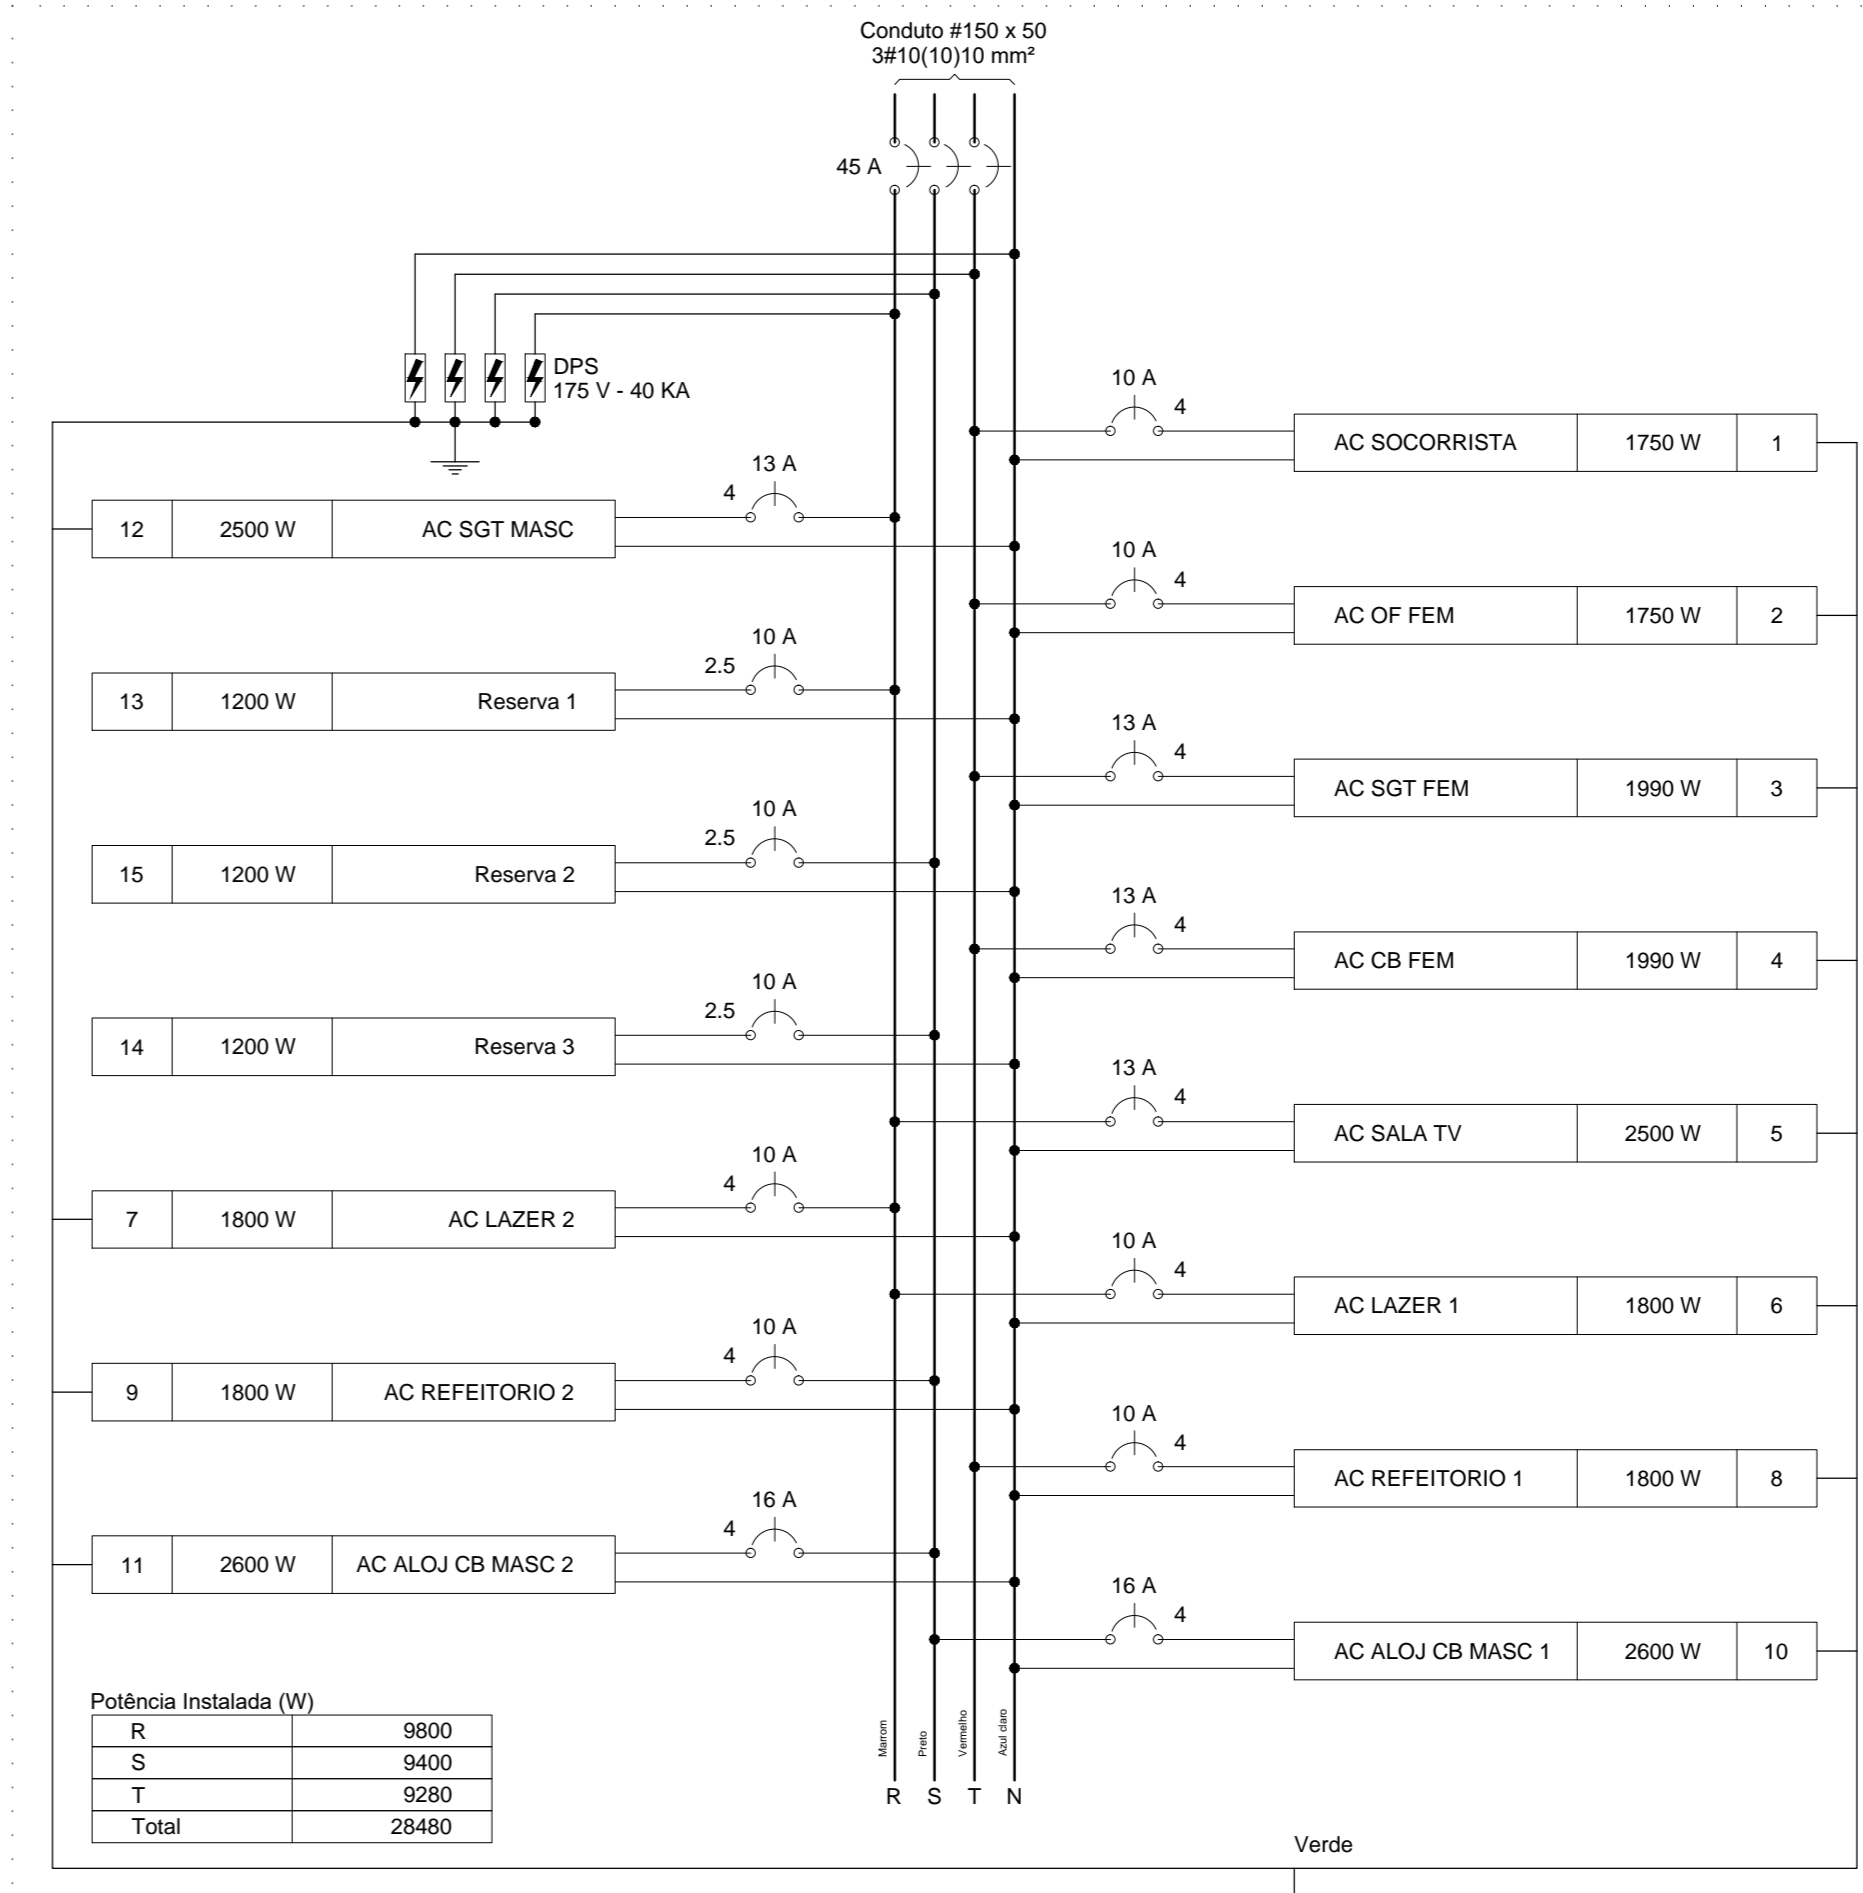 Conduto #150 x 50
3#10(10)10 mm²
45 A
DPS
175 V - 40 KA
10 A
4
AC SOCORRISTA 1750 W 1
13 A
4
12 2500 W AC SGT MASC
10 A
4
AC OF FEM 1750 W 2
10 A
2.5
13 1200 W Reserva 1
13 A
4
AC SGT FEM 1990 W 3
10 A
2.5
15 1200 W Reserva 2
13 A
4
AC CB FEM 1990 W 4
10 A
2.5
14 1200 W Reserva 3
13 A
4
AC SALA TV 2500 W 5
10 A
4
7 1800 W AC LAZER 2
10 A
4
AC LAZER 1 1800 W 6
10 A
4
9 1800 W AC REFEITORIO 2
10 A
4
AC REFEITORIO 1 1800 W 8
16 A
4
11 2600 W AC ALOJ CB MASC 2
16 A
4
AC ALOJ CB MASC 1 2600 W 10
Potência Instalada (W)
R 9800
S 9400
T 9280
Total 28480
Marrom
Preto
Vermelho
Azul claro
R S T N
Verde